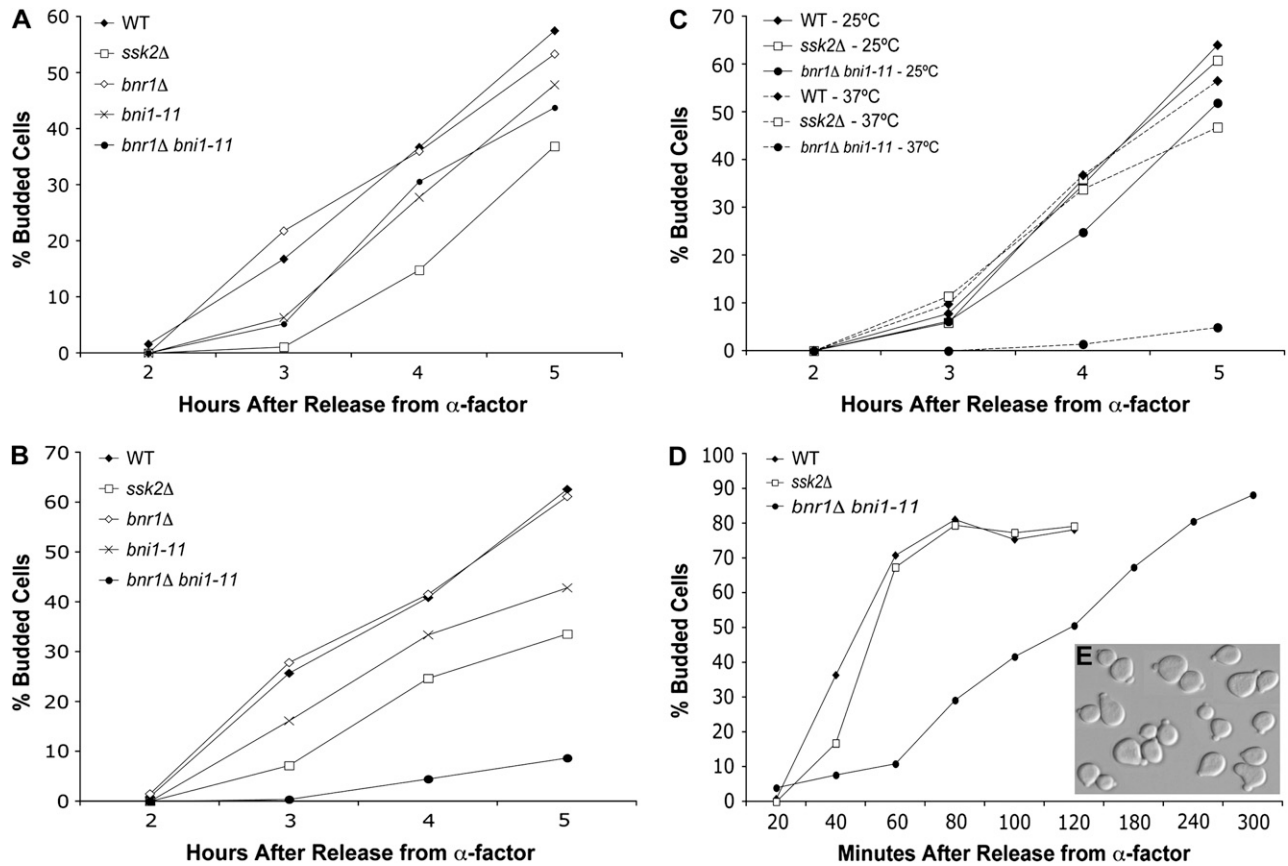 A
WT
ssk2Δ
bnr1Δ
bni1-11
bnr1Δ bni1-11
60
50
40
30
20
10
0
% Budded Cells
2 3 4 5
Hours After Release from α-factor
C
WT - 25ºC
ssk2Δ - 25ºC
bnr1Δ bni1-11 - 25ºC
WT - 37ºC
ssk2Δ - 37ºC
bnr1Δ bni1-11 - 37ºC
70
60
50
40
30
20
10
0
% Budded Cells
2 3 4 5
Hours After Release from α-factor
B
WT
ssk2Δ
bnr1Δ
bni1-11
bnr1Δ bni1-11
70
60
50
40
30
20
10
0
% Budded Cells
2 3 4 5
Hours After Release from α-factor
D
WT
ssk2Δ
bnr1Δ bni1-11
100
90
80
70
60
50
40
30
20
10
0
% Budded Cells
20 40 60 80 100 120 180 240 300
Minutes After Release from α-factor
E